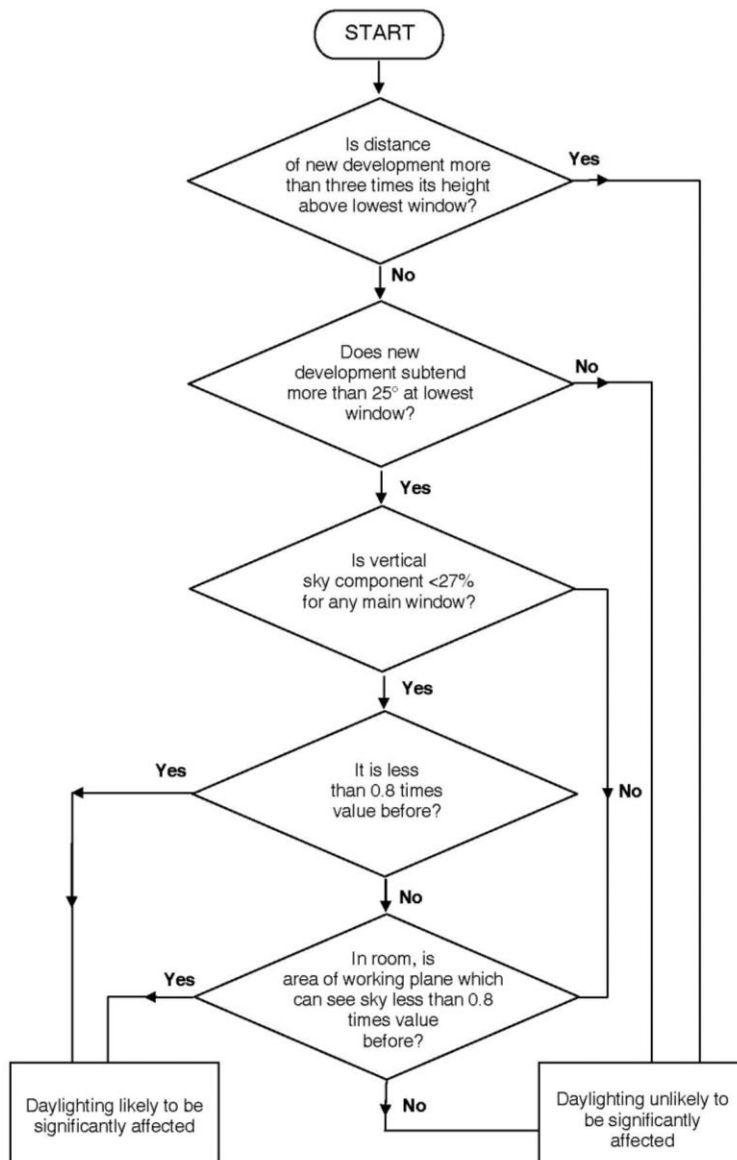 START
Is distance
of new development more
than three times its height
above lowest window?
Yes
No
Does new
development subtend
more than 25° at lowest
window?
No
Yes
Is vertical
sky component <27%
for any main window?
Yes
It is less
than 0.8 times
value before?
Yes
No
No
In room, is
area of working plane which
can see sky less than 0.8
times value
before?
Yes
No
Daylighting likely to be
significantly affected
Daylighting unlikely to
be significantly
affected